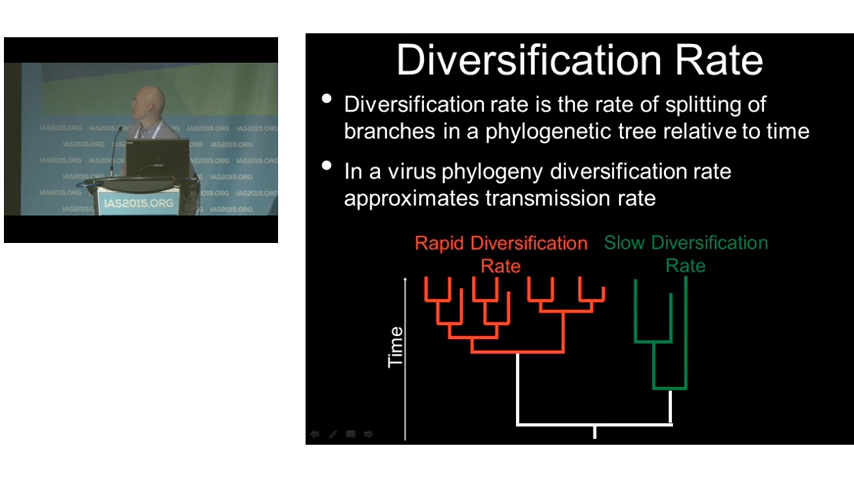 IAS2015.ORG IAS2015.ORG IAS2015.ORG
IAS2015.ORG
IAS2015.ORG
IAS2015.ORG
IAS2015.ORG
Diversification Rate
• Diversification rate is the rate of splitting of
branches in a phylogenetic tree relative to time
• In a virus phylogeny diversification rate
approximates transmission rate
Rapid Diversification
Rate
Slow Diversification
Rate
Time